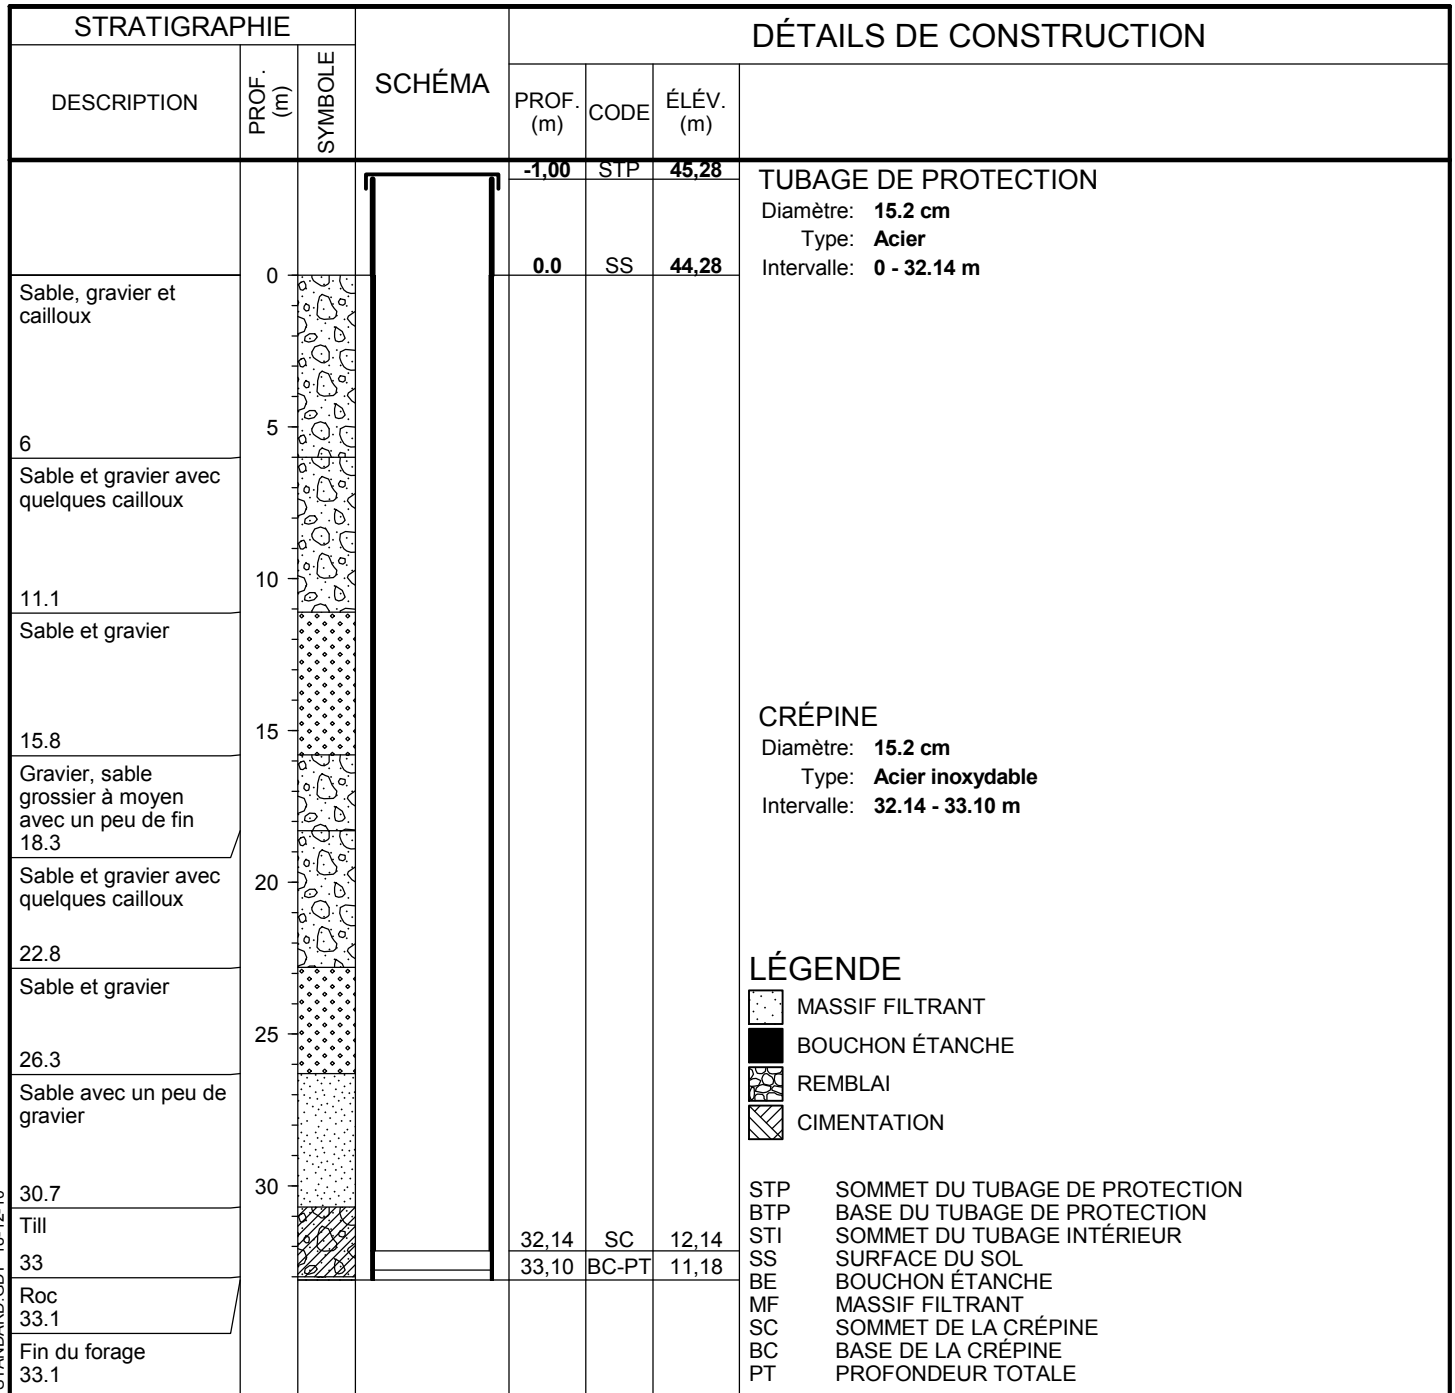 STRATIGRAPHIE
DESCRIPTION
PROF.
(m)
SYMBOLE
SCHÉMA
DÉTAILS DE CONSTRUCTION
PROF.
(m)
CODE
ÉLÉV.
(m)
-1,00 STP 45,28
0.0 SS 44,28
TUBAGE DE PROTECTION
Diamètre: 15.2 cm
Type: Acier
Intervalle: 0 - 32.14 m
0
Sable, gravier et
cailloux
5
6
Sable et gravier avec
quelques cailloux
10
11.1
Sable et gravier
15
15.8
Gravier, sable
grossier à moyen
avec un peu de fin
18.3
Sable et gravier avec
quelques cailloux
20
22.8
Sable et gravier
25
26.3
Sable avec un peu de
gravier
30
30.7
Till
33
Roc
33.1
Fin du forage
33.1
32,14 SC 12,14
33,10 BC-PT 11,18
CRÉPINE
Diamètre: 15.2 cm
Type: Acier inoxydable
Intervalle: 32.14 - 33.10 m
LÉGENDE
MASSIF FILTRANT
BOUCHON ÉTANCHE
REMBLAI
CIMENTATION
STP SOMMET DU TUBAGE DE PROTECTION
BTP BASE DU TUBAGE DE PROTECTION
STI SOMMET DU TUBAGE INTÉRIEUR
SS SURFACE DU SOL
BE BOUCHON ÉTANCHE
MF MASSIF FILTRANT
SC SOMMET DE LA CRÉPINE
BC BASE DE LA CRÉPINE
PT PROFONDEUR TOTALE